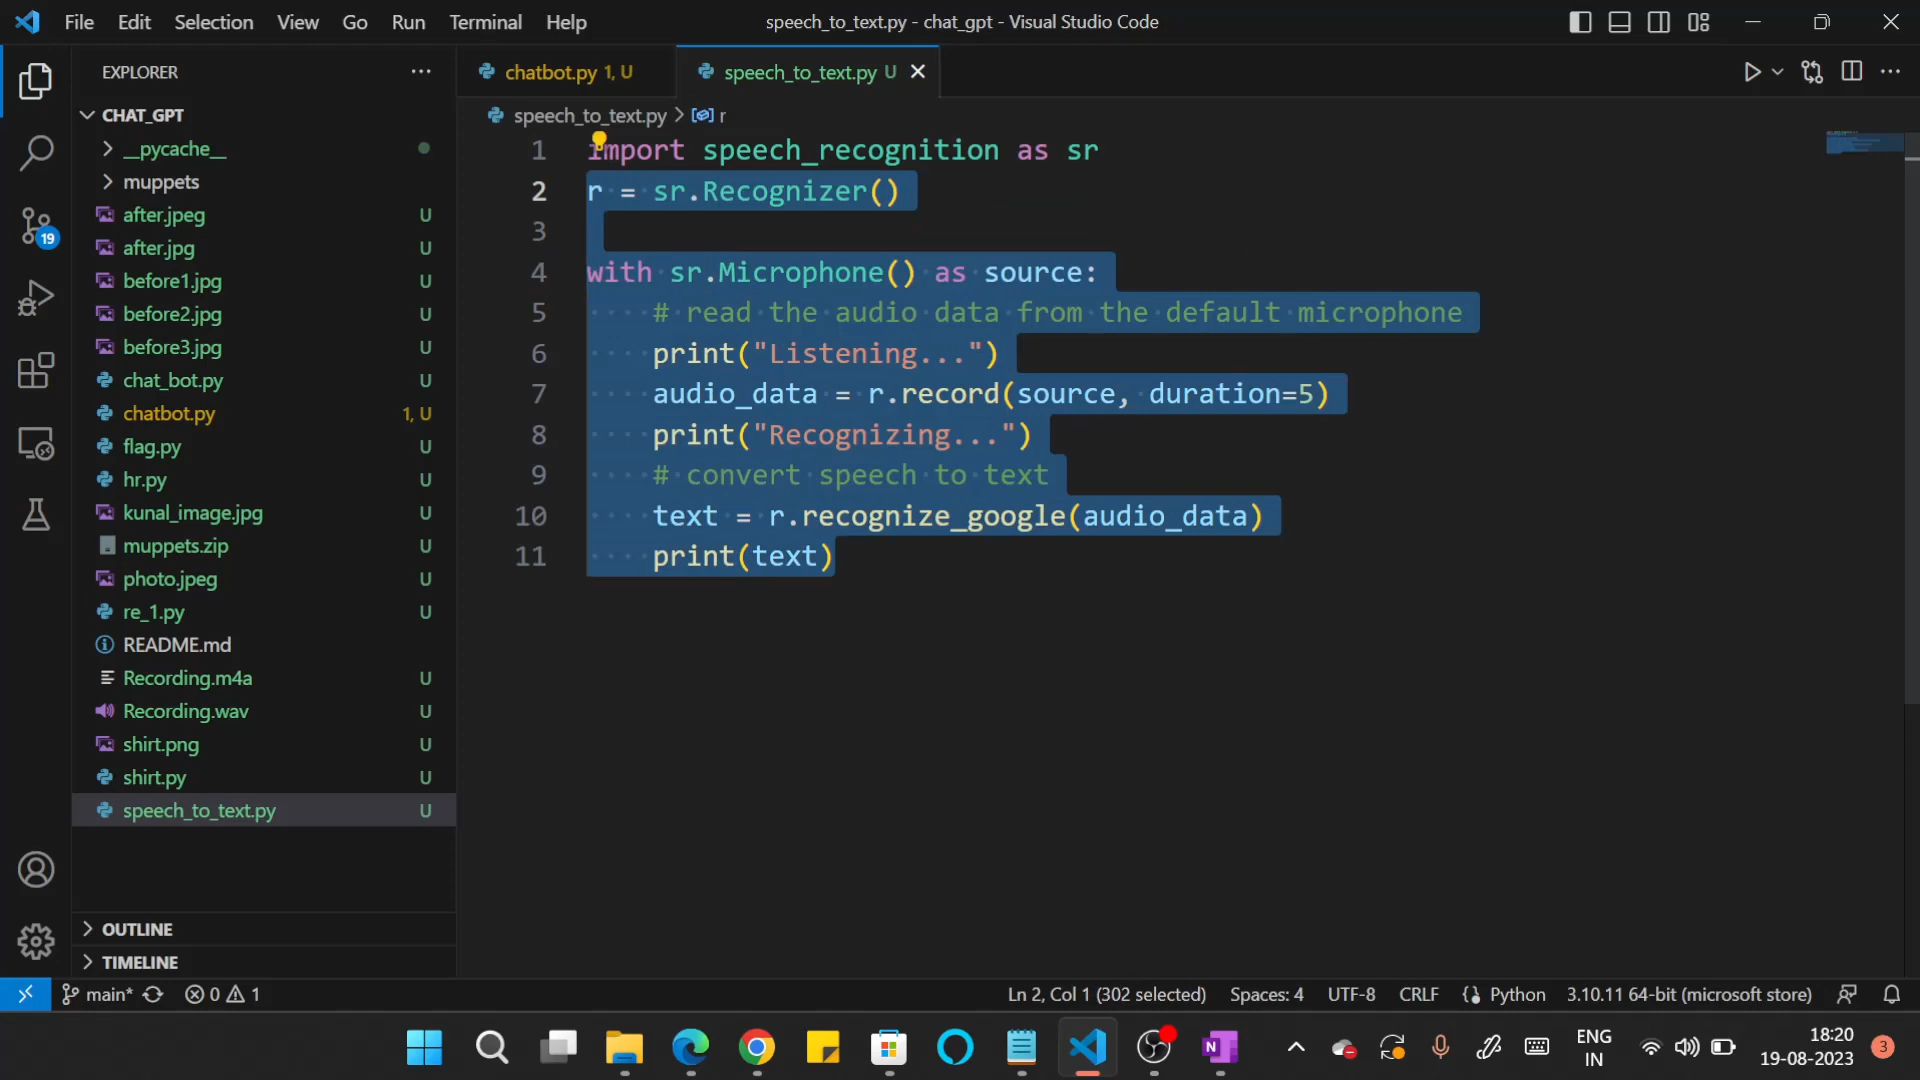 File Edit Selection View Go Run Terminal Help speech_to_text.py - chat_gpt - Visual Studio Code
EXPLORER
chatbot.py 1, U speech_to_text.py U
CHAT_GPT
speech_to_text.py > r
__pycache__
muppets
after.jpeg U
after.jpg U
before1.jpg U
before2.jpg U
before3.jpg U
chat_bot.py U
chatbot.py 1, U
flag.py U
hr.py U
kunal_image.jpg U
muppets.zip U
photo.jpeg U
re_1.py U
README.md
Recording.m4a U
Recording.wav U
shirt.png U
shirt.py U
speech_to_text.py U
OUTLINE
TIMELINE
19
1 import speech_recognition as sr
2 r = sr.Recognizer()
3
4 with sr.Microphone() as source:
5 # read the audio data from the default microphone
6 print("Listening...")
7 audio_data = r.record(source, duration=5)
8 print("Recognizing...")
9 # convert speech to text
10 text = r.recognize_google(audio_data)
11 print(text)
main* 0 1 Ln 2, Col 1 (302 selected) Spaces: 4 UTF-8 CRLF Python 3.10.11 64-bit (microsoft store)
N ENG 18:20
IN 19-08-2023 3